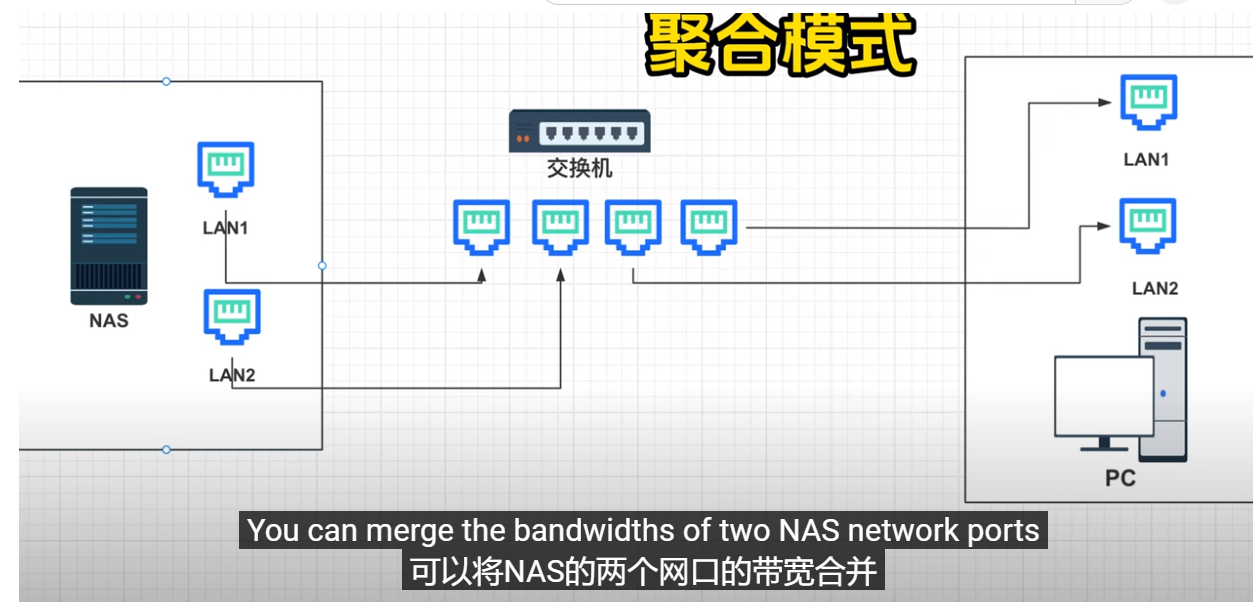 聚合模式
交换机
LAN1
LAN1
LAN2
NAS
LAN2
PC
You can merge the bandwidths of two NAS network ports
可以将NAS的两个网口的带宽合并